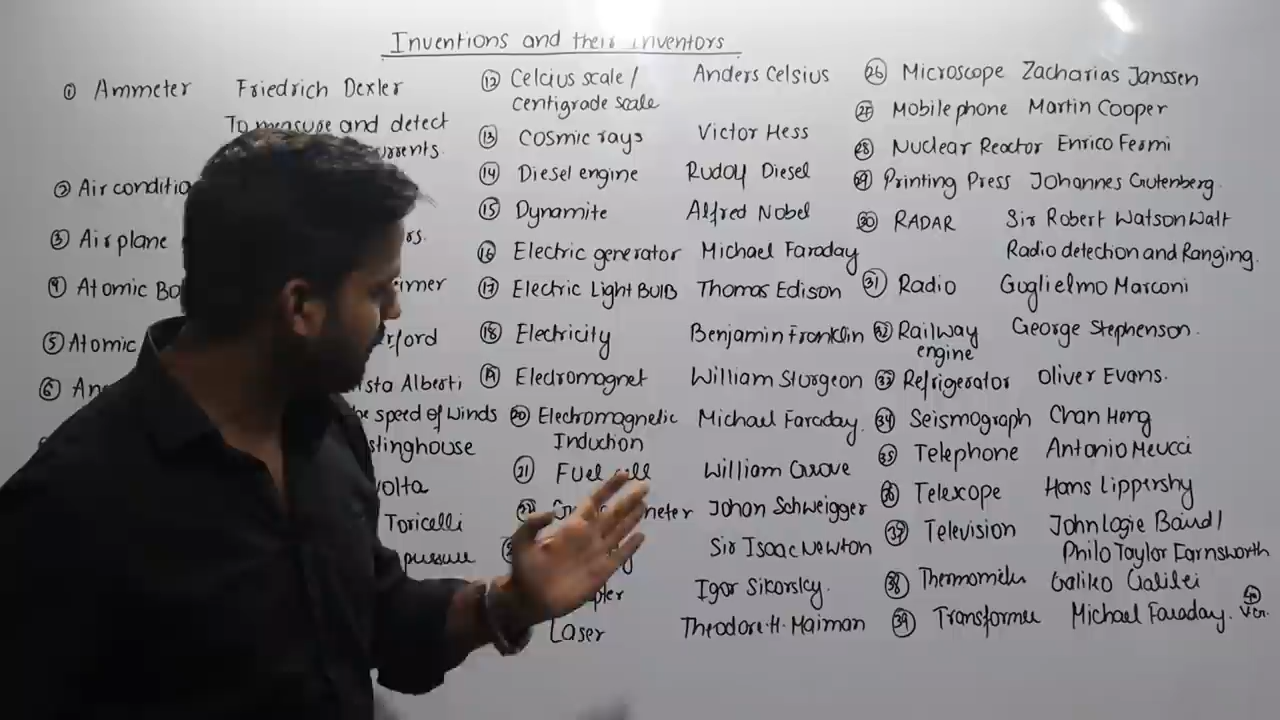 Inventions and their inventors
① Ammeter Friedrich Dexler
To measure and detect
② Air conditio
③ Airplane
④ Atomic Bo
⑤ Atomic
⑥
sta Alberti
speed of winds
stinghouse
volta
Toricelli
⑫ Celcius scale / Anders Celsius
centigrade scale
⑬ Cosmic rays Victor Hess
⑭ Diesel engine Rudolf Diesel
⑮ Dynamite Alfred Nobel
⑯ Electric generator Michael Faraday
⑰ Electric Light BUlB Thomas Edison
⑱ Electricity Benjamin Franklin
⑲ Electromagnet William Sturgeon
⑳ Electromagnetic Michael Faraday.
Induction
㉑ Fuel cell William Grove
meter Johan Schweigger
Sir Isaac Newton
Igor Sikorsky.
Laser Theodore.H.Maiman
㉖ Microscope Zacharias Janssen
㉗ Mobile phone Martin Cooper
㉘ Nuclear Reactor Enrico Fermi
㉙ Printing Press Johannes Gutenberg.
㉚ RADAR Sir Robert Watson Watt
Radio detection and Ranging.
㉛ Radio Guglielmo Marconi
㉜ Railway George Stephenson.
engine
㉝ Refrigerator Oliver Evans.
㉞ Seismograph Chan Heng
㉟ Telephone Antonio Meucci
㊱ Telescope Hans Lippershy
㊲ Television John logie Baird /
Philo Taylor Farnsworth
㊳ Thermometer Galileo Galilei
㊴ Transformer Michael Faraday.
㊵